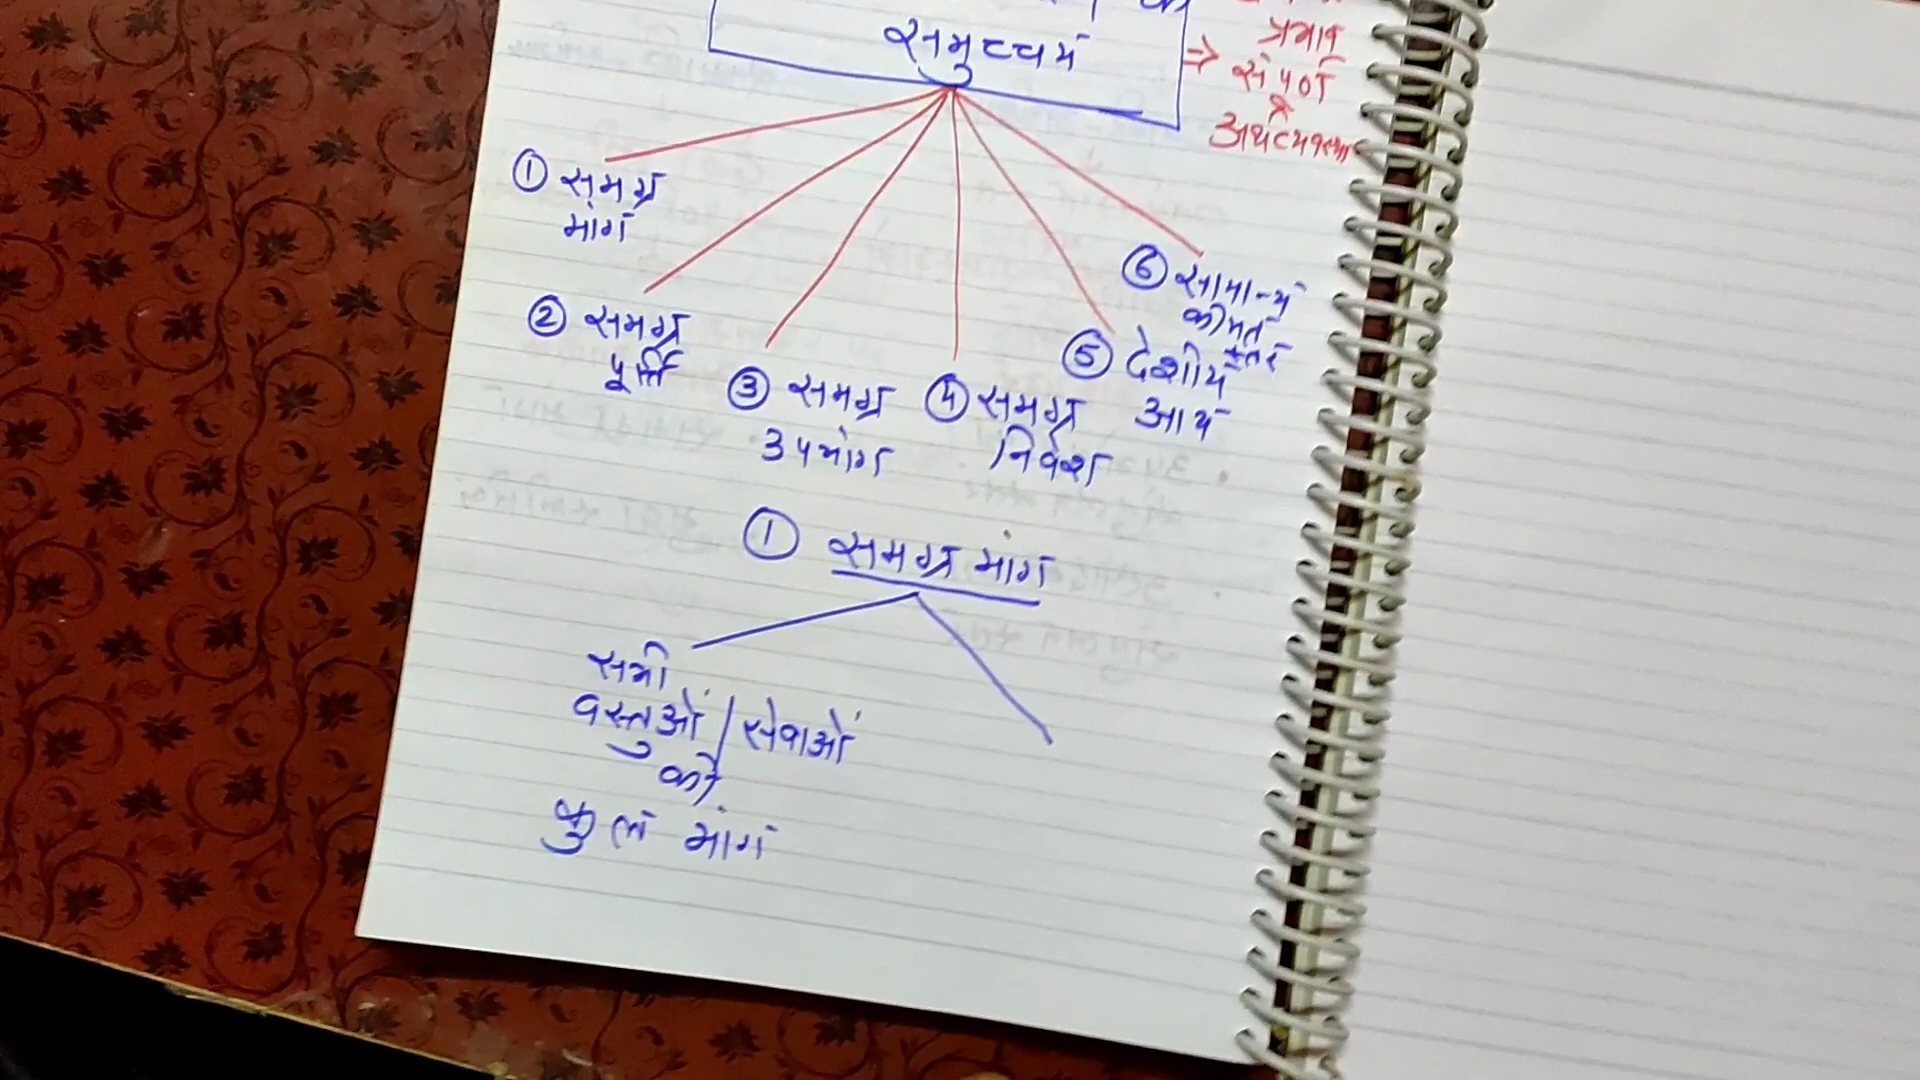 समुच्चय
⇒ प्रभाव
संपूर्ण
अर्थव्यवस्था
① समग्र
मांग
② समग्र
पूर्ति
③ समग्र
उपभोग
④ समग्र
निवेश
⑤ देशीय
आय
⑥ सामान्य
कीमत
स्तर
① समग्र मांग
सभी
वस्तुओं / सेवाओं
की
कुल मांग